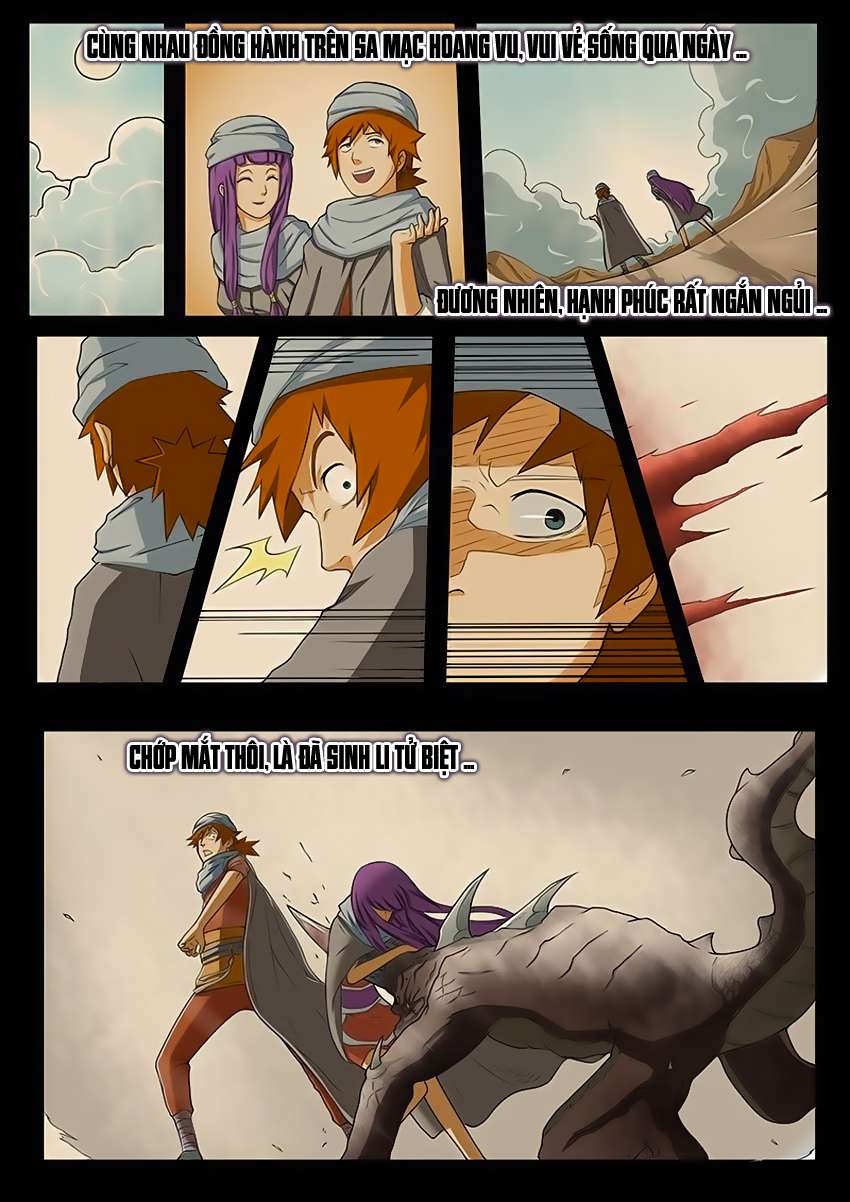 CÙNG NHAU ĐỒNG HÀNH TRÊN SA MẠC HOANG VU, VUI VẺ SỐNG QUA NGÀY ...
ĐƯƠNG NHIÊN, HẠNH PHÚC RẤT NGẮN NGỦI ...
CHỚP MẮT THÔI, LÀ ĐÃ SINH LI TỬ BIỆT ...